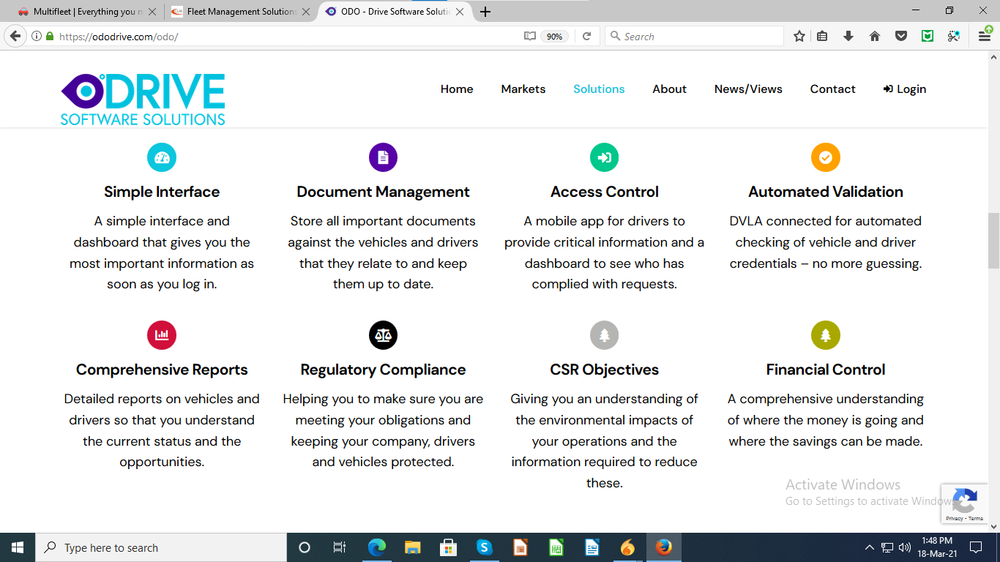 Multifleet | Everything you n
Fleet Management Solutions
ODO - Drive Software Soluti
https://ododrive.com/odo/
90%
Search
DRIVE
SOFTWARE SOLUTIONS
Home
Markets
Solutions
About
News/Views
Contact
Login
Simple Interface
A simple interface and
dashboard that gives you the
most important information as
soon as you log in.
Document Management
Store all important documents
against the vehicles and drivers
that they relate to and keep
them up to date.
Access Control
A mobile app for drivers to
provide critical information and a
dashboard to see who has
complied with requests.
Automated Validation
DVLA connected for automated
checking of vehicle and driver
credentials – no more guessing.
Comprehensive Reports
Detailed reports on vehicles and
drivers so that you understand
the current status and the
opportunities.
Regulatory Compliance
Helping you to make sure you are
meeting your obligations and
keeping your company, drivers
and vehicles protected.
CSR Objectives
Giving you an understanding of
the environmental impacts of
your operations and the
information required to reduce
these.
Financial Control
A comprehensive understanding
of where the money is going and
where the savings can be made.
Activate Windows
Go to Settings to activate Windows
Privacy - Terms
Type here to search
1:48 PM
18-Mar-21